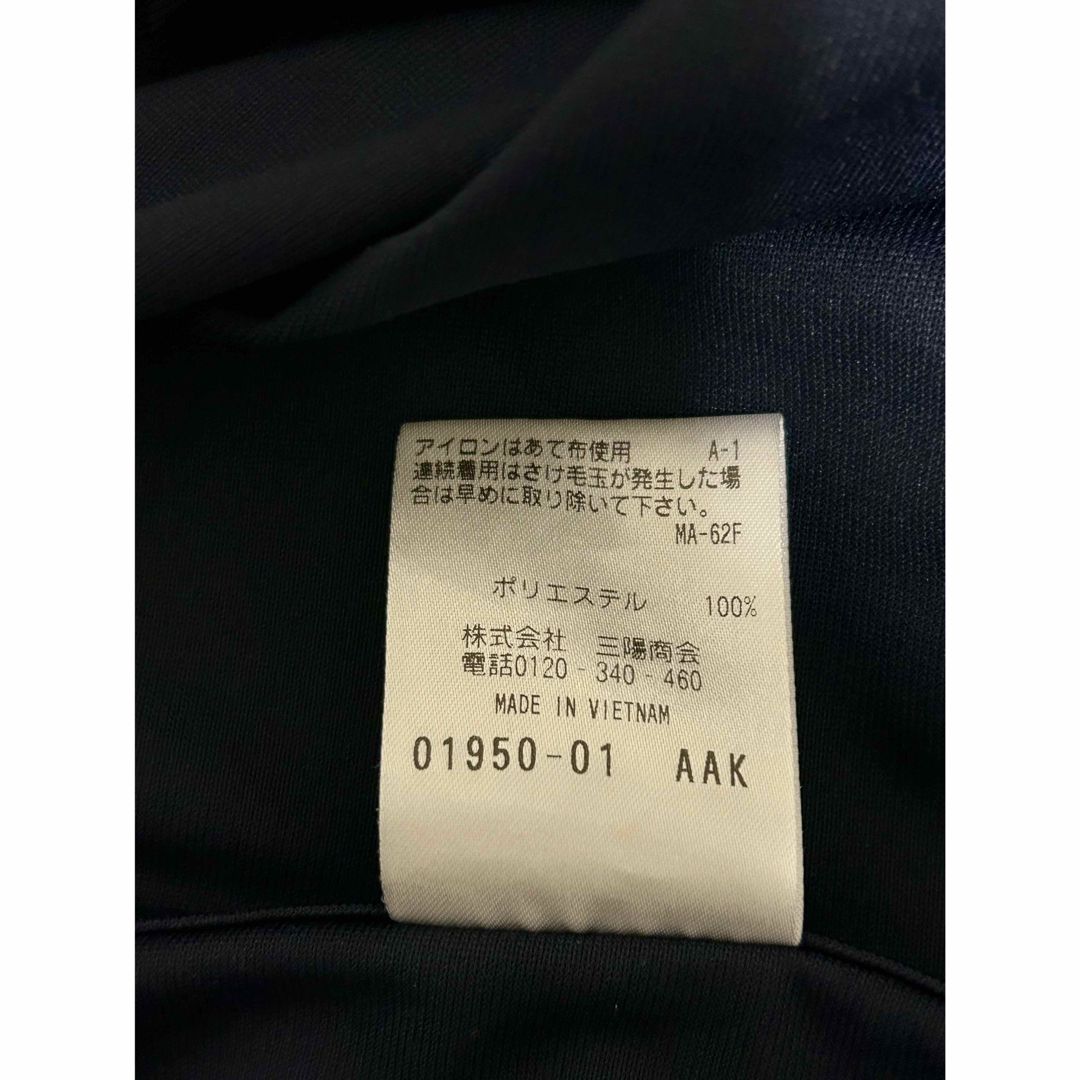 アイロンはあて布使用 A-1
連続着用はさけ毛玉が発生した場
合は早めに取り除いて下さい。
MA-62F
ポリエステル 100%
株式会社 三陽商会
電話0120-340-460
MADE IN VIETNAM
01950-01 AAK